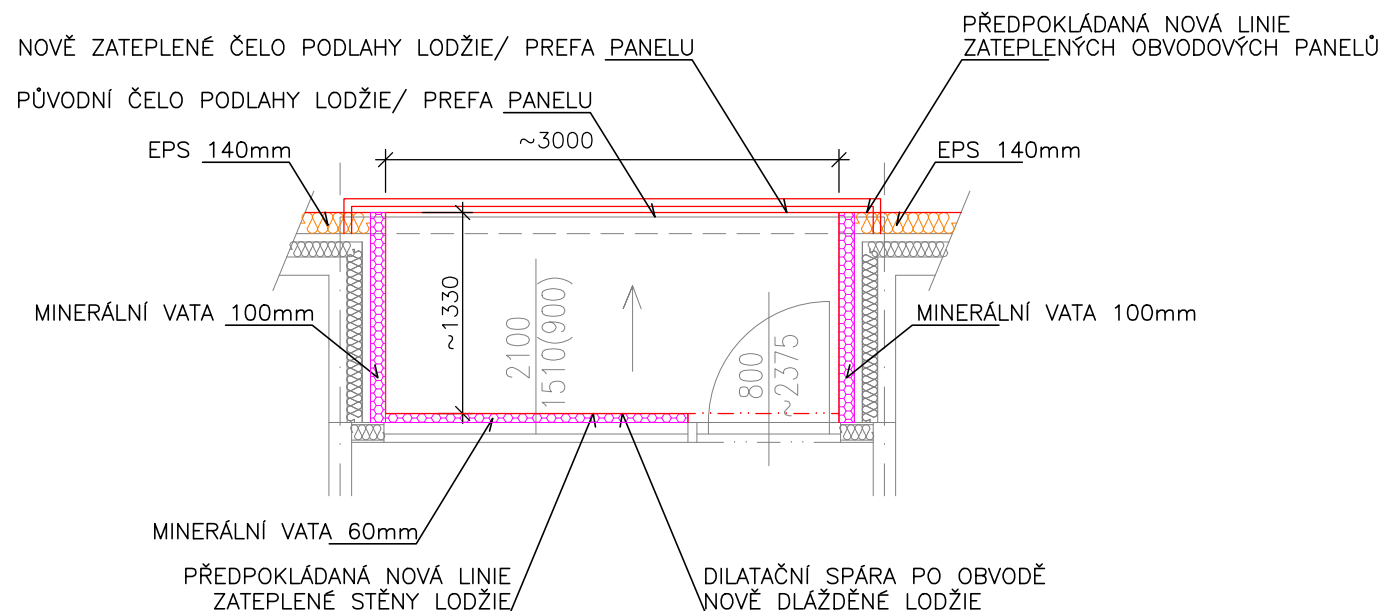 PŘEDPOKLÁDANÁ NOVÁ LINIE
ZATEPLENÝCH OBVODOVÝCH PANELŮ
NOVĚ ZATEPLENÉ ČELO PODLAHY LODŽIE/ PREFA PANELU
PŮVODNÍ ČELO PODLAHY LODŽIE/ PREFA PANELU
~3000
EPS 140mm
EPS 140mm
MINERÁLNÍ VATA 100mm
~1330
2100
1510(900)
800
~2375
MINERÁLNÍ VATA 100mm
MINERÁLNÍ VATA 60mm
PŘEDPOKLÁDANÁ NOVÁ LINIE
ZATEPLENÉ STĚNY LODŽIE
DILATAČNÍ SPÁRA PO OBVODĚ
NOVĚ DLÁŽDĚNÉ LODŽIE